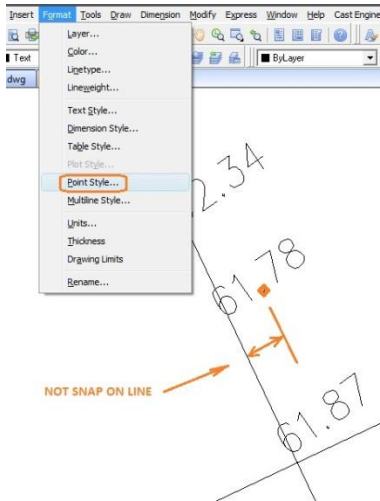 Insert Format Tools Draw Dimension Modify Express Window Help Cast Engine
Text
ByLayer
dwg
Layer...
Color...
Linetype...
Lineweight...
Text Style...
Dimension Style...
Table Style...
Plot Style...
Point Style...
Multiline Style...
Units...
Thickness
Drawing Limits
Rename...
2.34
61.78
NOT SNAP ON LINE
61.87